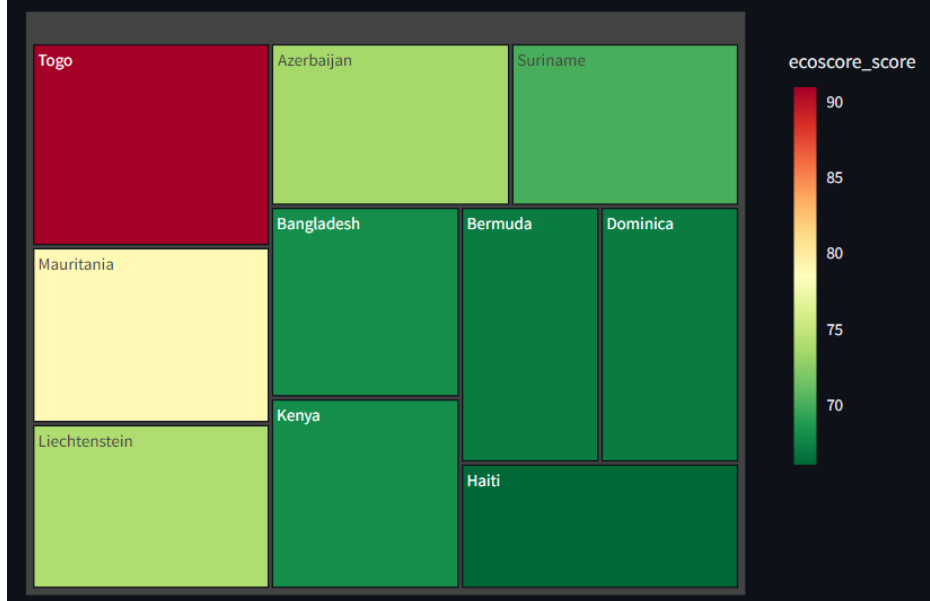 Togo
Azerbaijan
Suriname
ecoscore_score
90
85
80
75
70
Bangladesh
Bermuda
Dominica
Mauritania
Kenya
Liechtenstein
Haiti